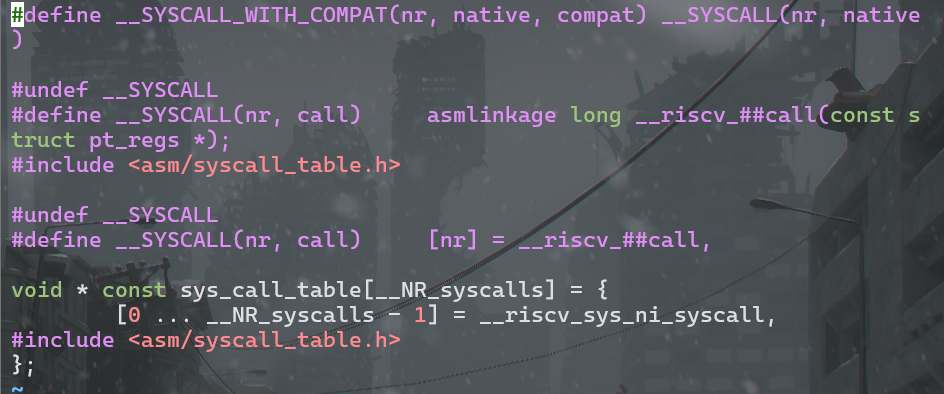 #define __SYSCALL_WITH_COMPAT(nr, native, compat) __SYSCALL(nr, native
)
#undef __SYSCALL
#define __SYSCALL(nr, call)     asmlinkage long __riscv_##call(const s
truct pt_regs *);
#include <asm/syscall_table.h>
#undef __SYSCALL
#define __SYSCALL(nr, call)     [nr] = __riscv_##call,
void * const sys_call_table[__NR_syscalls] = {
        [0 ... __NR_syscalls - 1] = __riscv_sys_ni_syscall,
#include <asm/syscall_table.h>
};
~